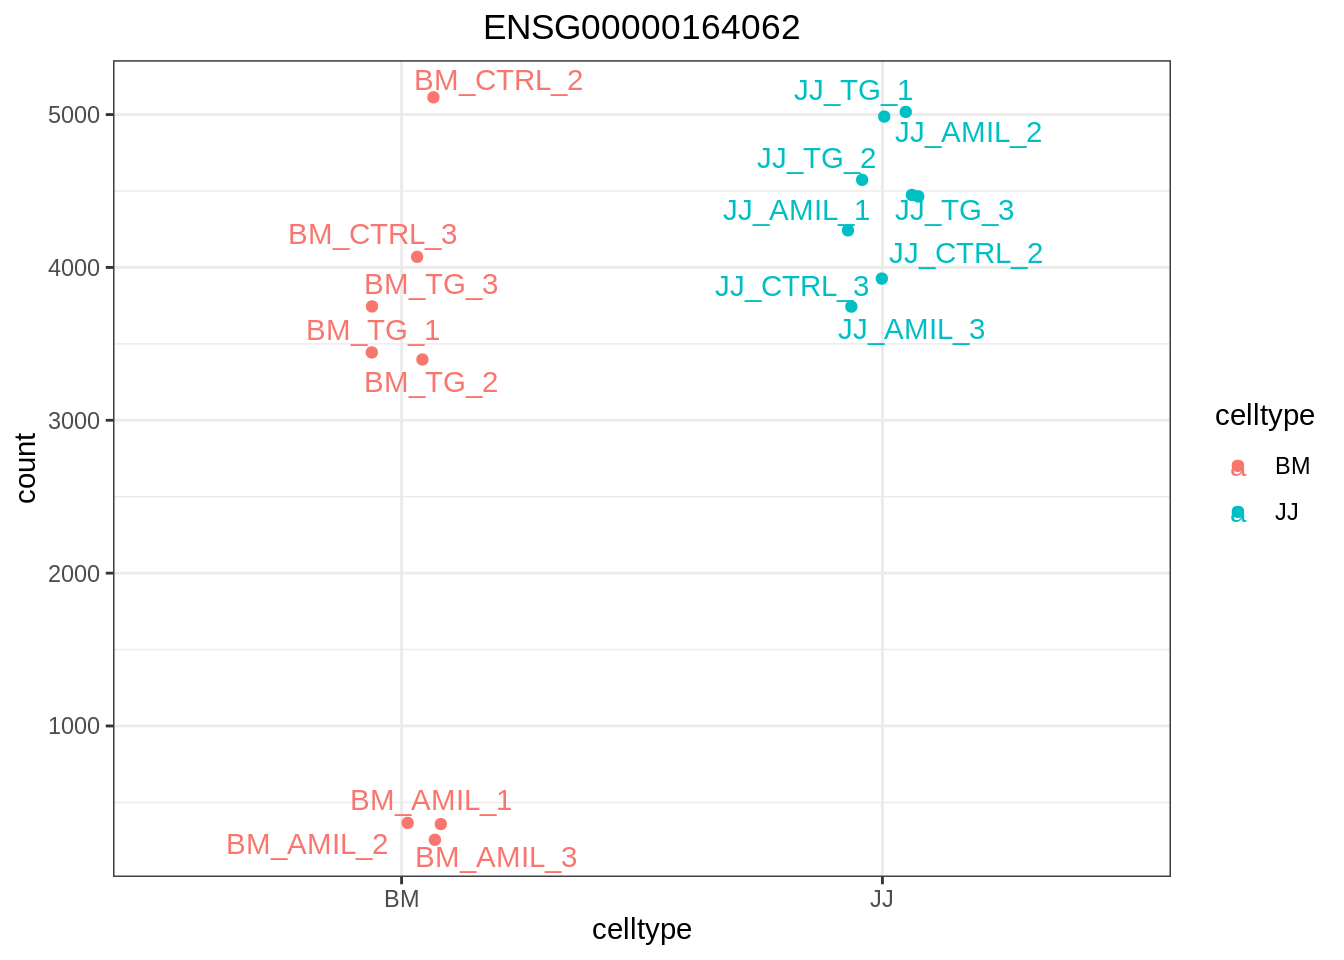 ENSG00000164062
BM_CTRL_2
JJ_TG_1
5000
JJ_AMIL_2
JJ_TG_2
JJ_AMIL_1
JJ_TG_3
BM_CTRL_3
JJ_CTRL_2
4000
BM_TG_3
JJ_CTRL_3
BM_TG_1
JJ_AMIL_3
BM_TG_2
3000
count
2000
1000
BM_AMIL_1
BM_AMIL_2
BM_AMIL_3
BM
JJ
celltype
celltype
a BM
a JJ